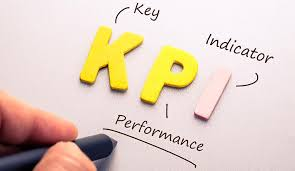 Key
Indicator
KPI
Performance